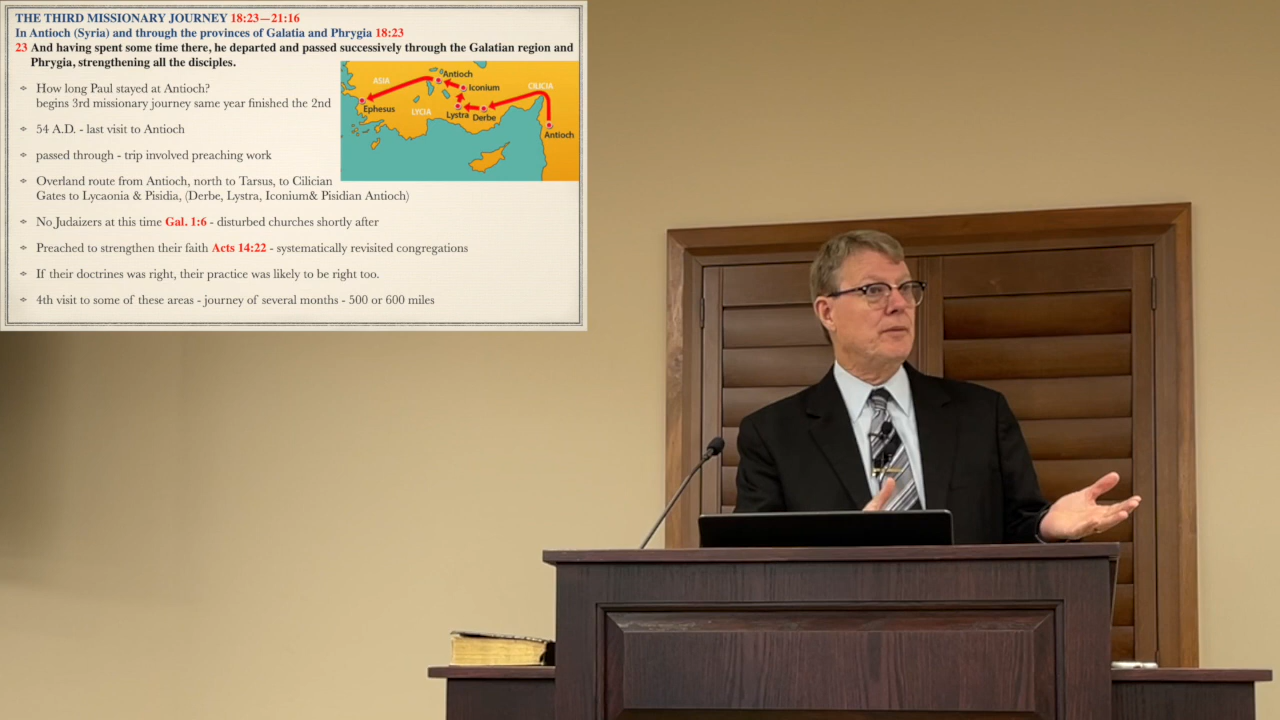 THE THIRD MISSIONARY JOURNEY 18:23—21:16
In Antioch (Syria) and through the provinces of Galatia and Phrygia 18:23
23 And having spent some time there, he departed and passed successively through the Galatian region and
Phrygia, strengthening all the disciples.
How long Paul stayed at Antioch?
begins 3rd missionary journey same year finished the 2nd
54 A.D. - last visit to Antioch
passed through - trip involved preaching work
Overland route from Antioch, north to Tarsus, to Cilician
Gates to Lycaonia & Pisidia, (Derbe, Lystra, Iconium& Pisidian Antioch)
No Judaizers at this time Gal. 1:6 - disturbed churches shortly after
Preached to strengthen their faith Acts 14:22 - systematically revisited congregations
If their doctrines was right, their practice was likely to be right too.
4th visit to some of these areas - journey of several months - 500 or 600 miles
Antioch
ASIA
Iconium
CILICIA
Ephesus
LYCIA
Lystra
Derbe
Antioch